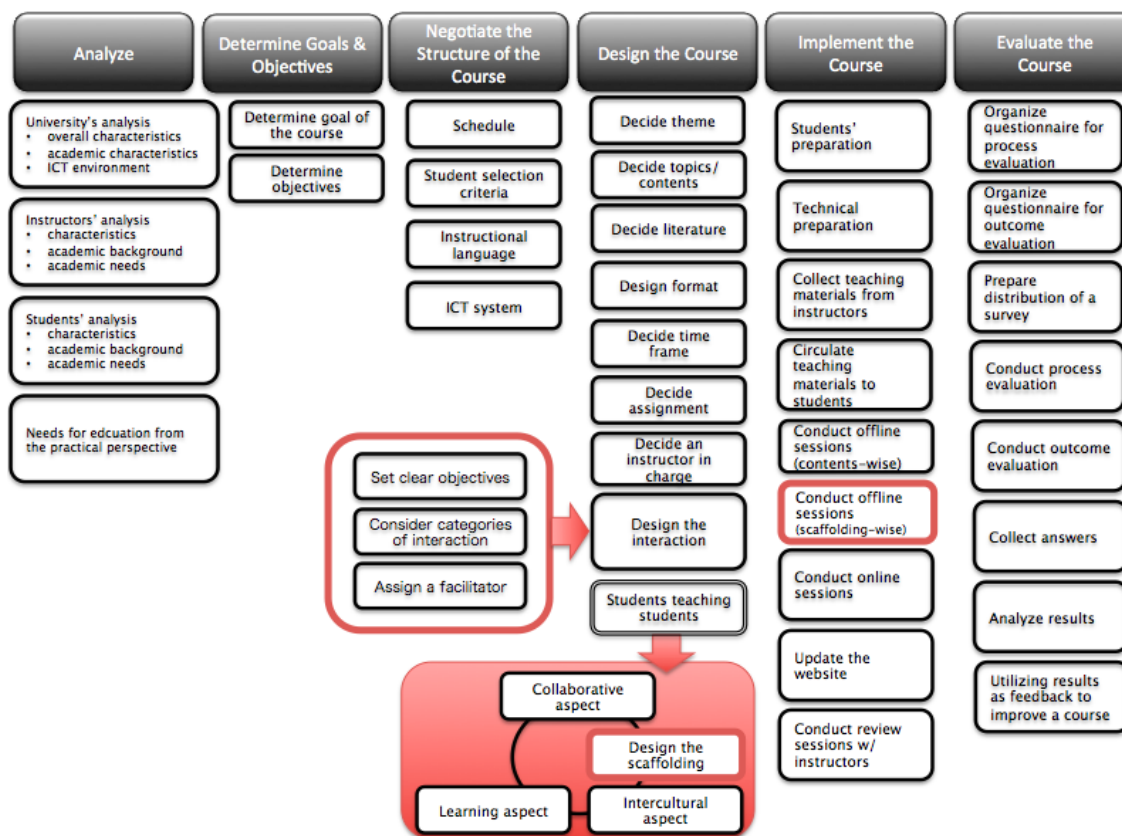 Analyze
Determine Goals &
Objectives
Negotiate the
Structure of the
Course
Design the Course
Implement the
Course
Evaluate the
Course
University's analysis
• overall characteristics
• academic characteristics
• ICT environment
Instructors' analysis
• characteristics
• academic background
• academic needs
Students' analysis
• characteristics
• academic background
• academic needs
Needs for edcuation from
the practical perspective
Determine goal of
the course
Determine
objectives
Schedule
Student selection
criteria
Instructional
language
ICT system
Set clear objectives
Consider categories
of interaction
Assign a facilitator
Decide theme
Decide topics/
contents
Decide literature
Design format
Decide time
frame
Decide
assignment
Decide an
instructor in
charge
Design the
interaction
Students teaching
students
Collaborative
aspect
Design the
scaffolding
Learning aspect
Intercultural
aspect
Students'
preparation
Technical
preparation
Collect teaching
materials from
instructors
Circulate
teaching
materials to
students
Conduct offline
sessions
(contents-wise)
Conduct offline
sessions
(scaffolding-wise)
Conduct online
sessions
Update the
website
Conduct review
sessions w/
instructors
Organize
questionnaire for
process
evaluation
Organize
questionnaire for
outcome
evaluation
Prepare
distribution of a
survey
Conduct process
evaluation
Conduct outcome
evaluation
Collect answers
Analyze results
Utilizing results
as feedback to
improve a course